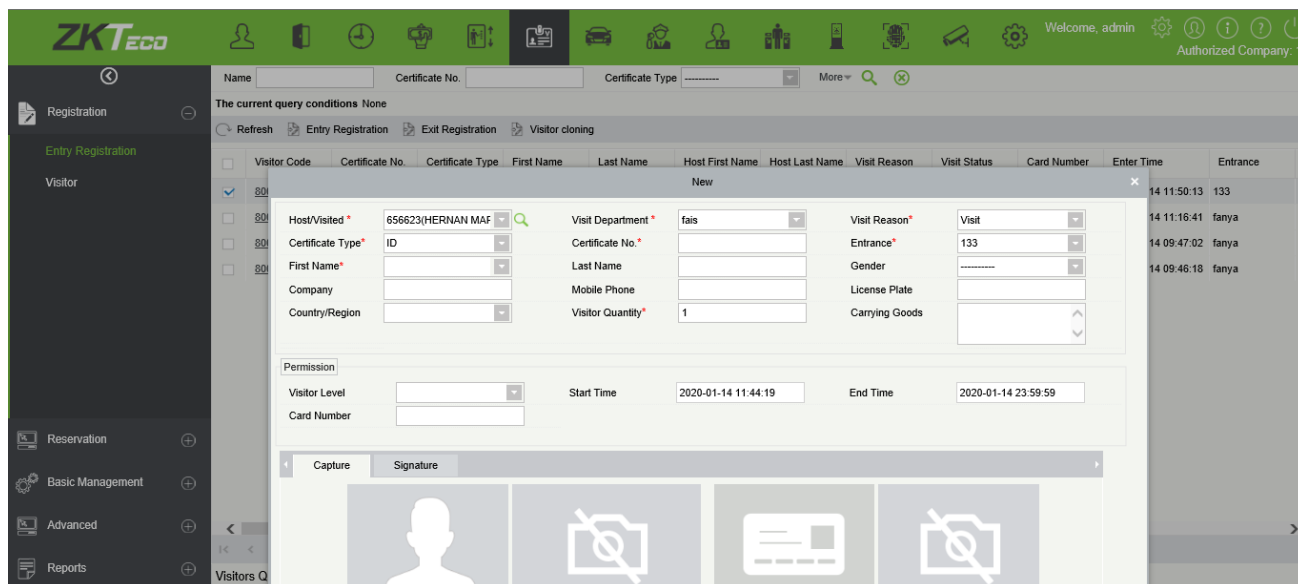 ZKTECO
Welcome, admin
Authorized Company:
Name Certificate No. Certificate Type ---------- More
The current query conditions None
Registration
Refresh Entry Registration Exit Registration Visitor cloning
Entry Registration
Visitor Code Certificate No. Certificate Type First Name Last Name Host First Name Host Last Name Visit Reason Visit Status Card Number Enter Time Entrance
Visitor
New
14 11:50:13 133
Host/Visited * 656623(HERNAN MAR Visit Department * fais Visit Reason* Visit
14 11:16:41 fanya
Certificate Type* ID Certificate No.* Entrance* 133
14 09:47:02 fanya
First Name* Last Name Gender ----------
14 09:46:18 fanya
Company Mobile Phone License Plate
Country/Region Visitor Quantity* 1 Carrying Goods
Permission
Visitor Level Start Time 2020-01-14 11:44:19 End Time 2020-01-14 23:59:59
Card Number
Reservation
Capture Signature
Basic Management
Advanced
Reports
Visitors Q